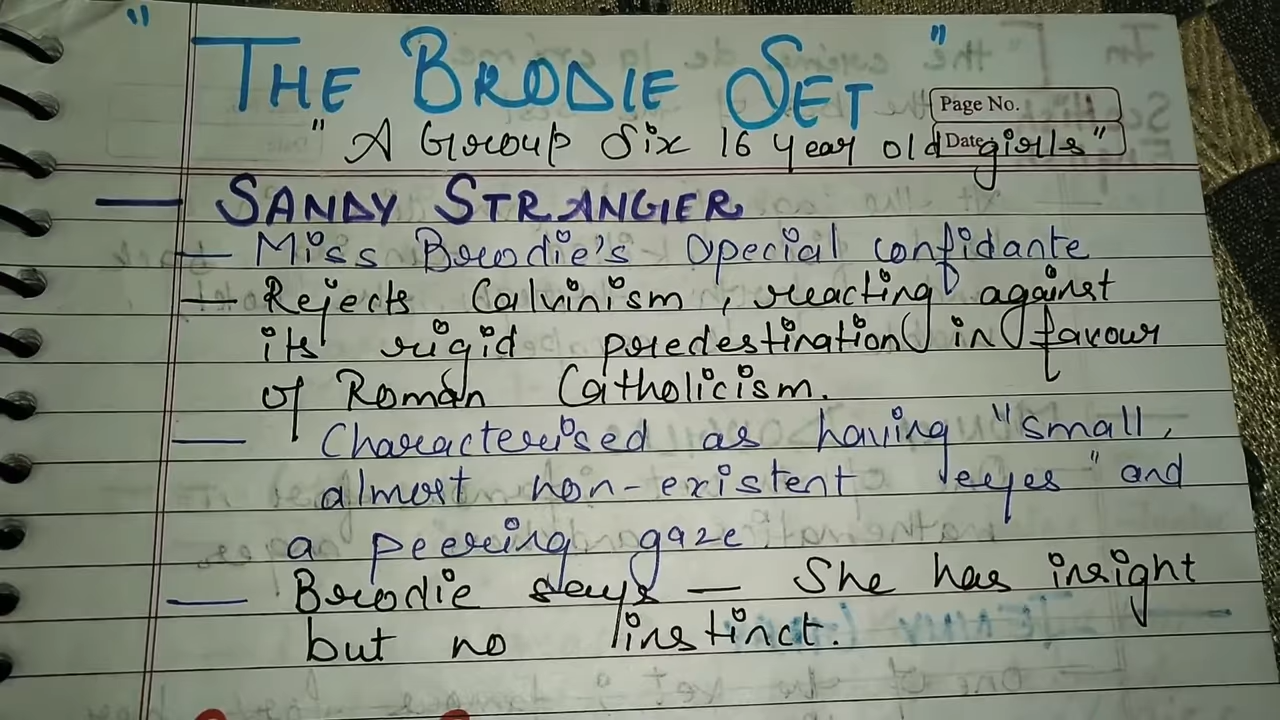 " THE BRODIE SET "
Page No.
" A Group Six 16 year old girls"
Date
— SANDY STRANGER
— Miss Brodie's special confidante
— Rejects Calvinism, reacting against
its rigid predestination in favour
of Roman Catholicism.
— Characterised as having "small,
almost non-existent eyes" and
a peering gaze
— Brodie says — She has insight
but no instinct.